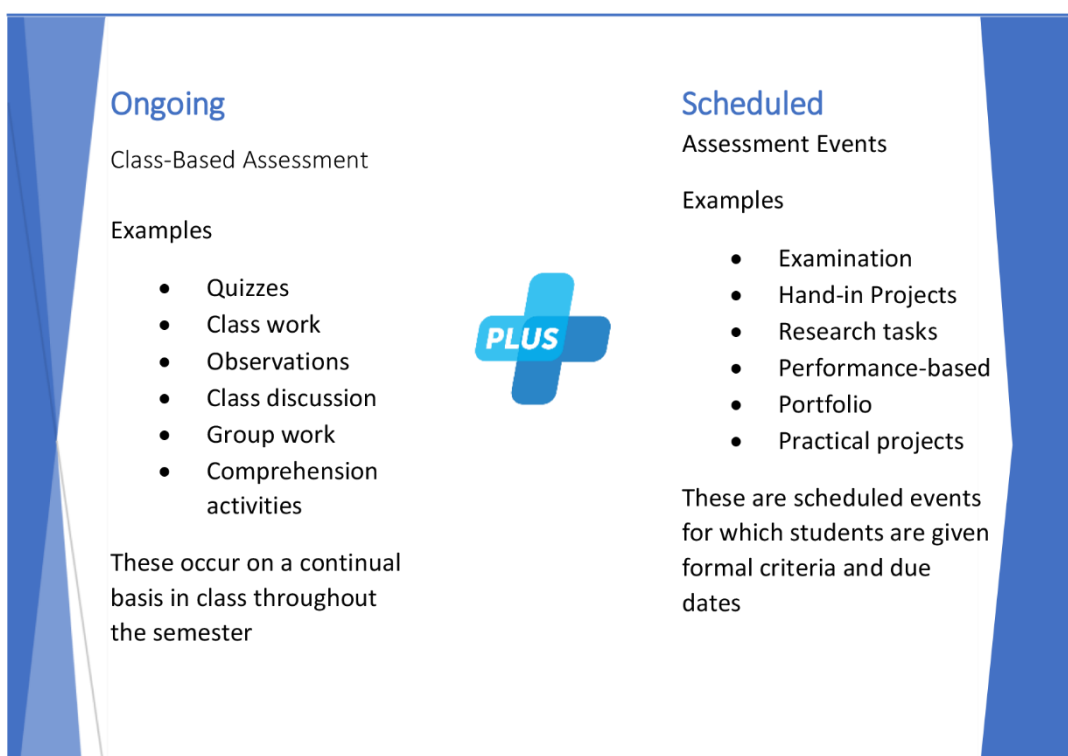 Ongoing
Class-Based Assessment
Examples
• Quizzes
• Class work
• Observations
• Class discussion
• Group work
• Comprehension
activities
These occur on a continual
basis in class throughout
the semester
PLUS
Scheduled
Assessment Events
Examples
• Examination
• Hand-in Projects
• Research tasks
• Performance-based
• Portfolio
• Practical projects
These are scheduled events
for which students are given
formal criteria and due
dates